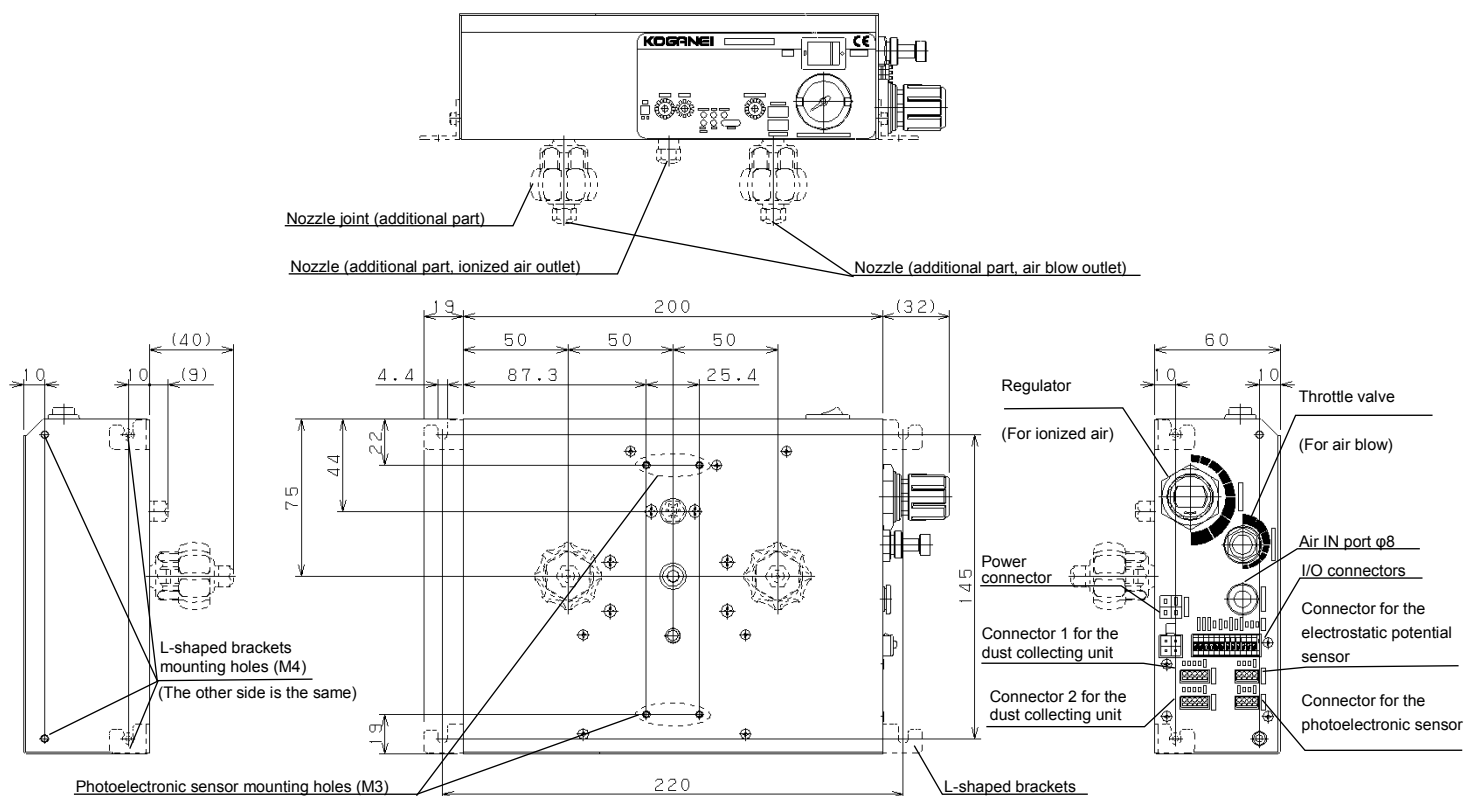 KOGANEI
CE
Nozzle joint (additional part)
Nozzle (additional part, ionized air outlet)
Nozzle (additional part, air blow outlet)
19
200
(32)
(40)
50
50
50
60
10
10
(9)
4.4
87.3
25.4
10
10
Regulator
(For ionized air)
Throttle valve
(For air blow)
22
44
75
145
Air IN port φ8
Power
connector
I/O connectors
Connector for the
electrostatic potential
sensor
Connector 1 for the
dust collecting unit
L-shaped brackets
mounting holes (M4)
(The other side is the same)
Connector 2 for the
dust collecting unit
Connector for the
photoelectronic sensor
19
Photoelectronic sensor mounting holes (M3)
220
L-shaped brackets